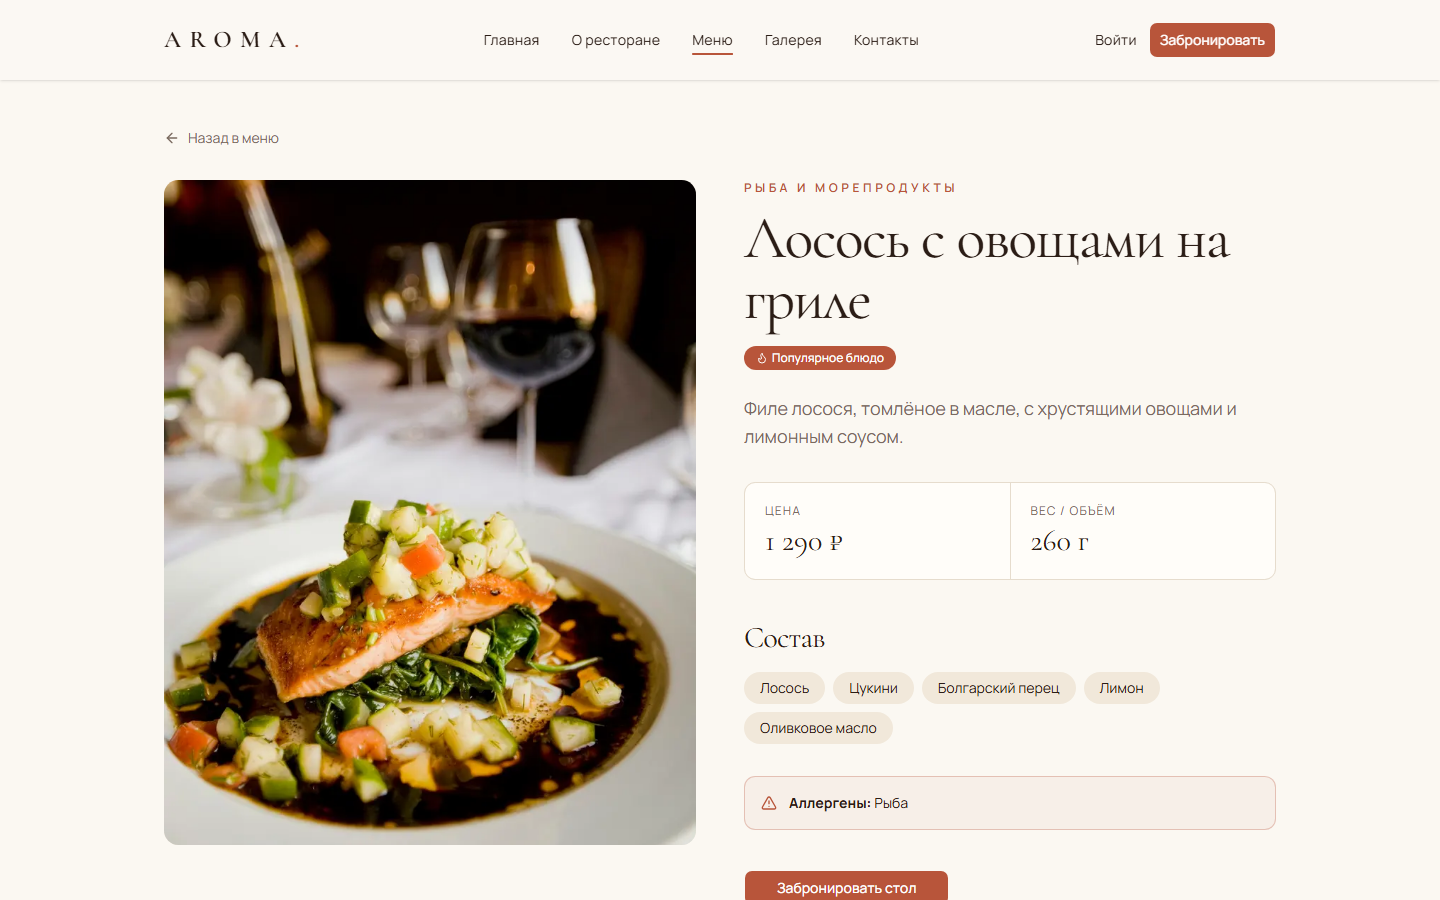 AROMA.
Главная
О ресторане
Меню
Галерея
Контакты
Войти
Забронировать
Назад в меню
РЫБА И МОРЕПРОДУКТЫ
Лосось с овощами на
гриле
Популярное блюдо
Филе лосося, томлёное в масле, с хрустящими овощами и
лимонным соусом.
ЦЕНА
1 290 ₽
ВЕС / ОБЪЁМ
260 г
Состав
Лосось
Цукини
Болгарский перец
Лимон
Оливковое масло
Аллергены: Рыба
Забронировать стол